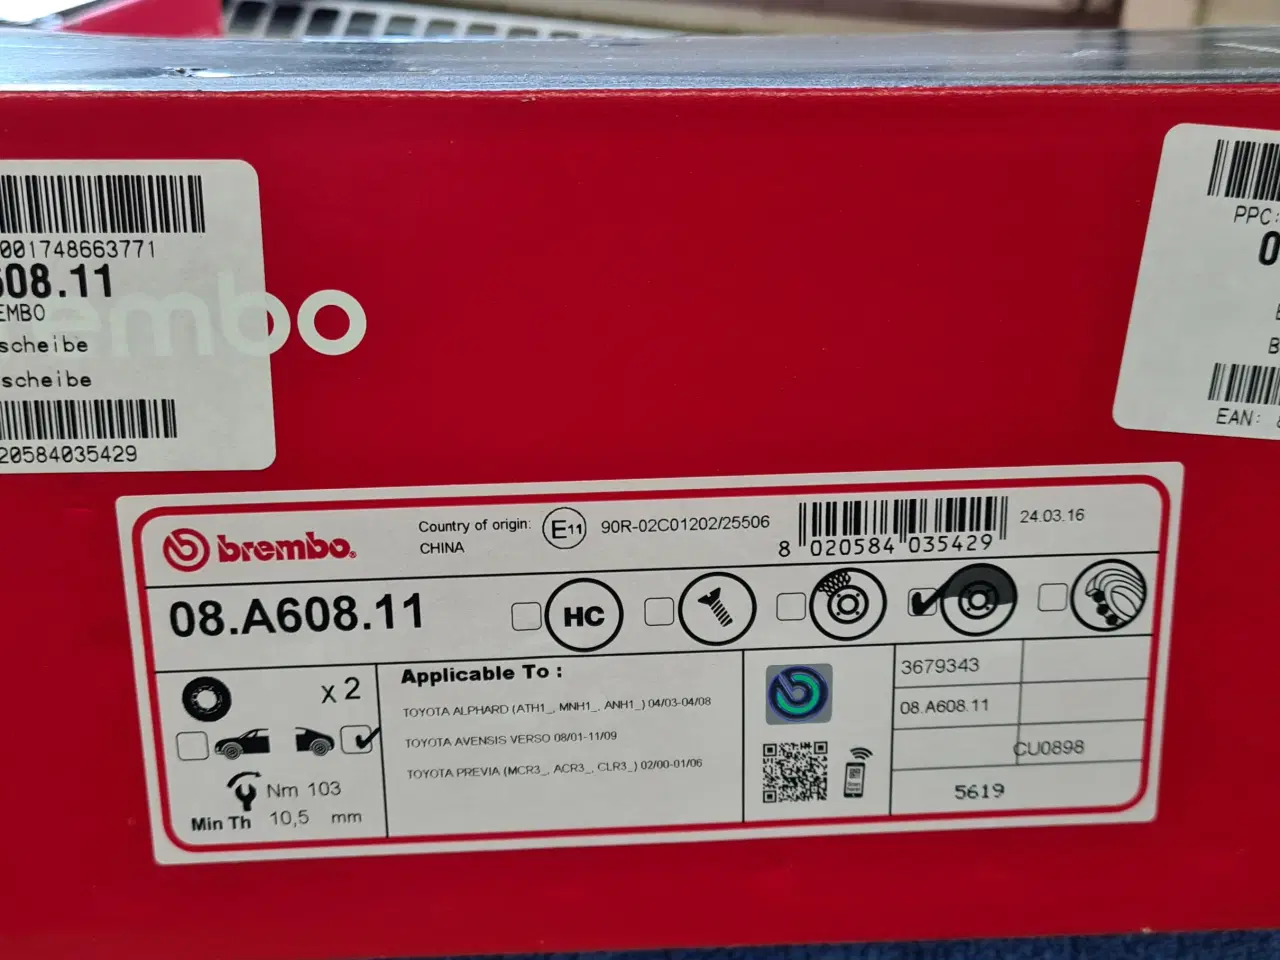 001748663771
608.11
EMBO
scheibe
scheibe
20584035429
embo
PPC:
0
B
EAN: 8
brembo
Country of origin:
CHINA
E11
90R-02C01202/25506
8 020584 035429
24.03.16
08.A608.11
HC
x 2
Nm 103
Min Th 10,5 mm
Applicable To :
TOYOTA ALPHARD (ATH1_, MNH1_, ANH1_) 04/03-04/08
TOYOTA AVENSIS VERSO 08/01-11/09
TOYOTA PREVIA (MCR3_, ACR3_, CLR3_) 02/00-01/06
3679343
08.A608.11
CU0898
5619